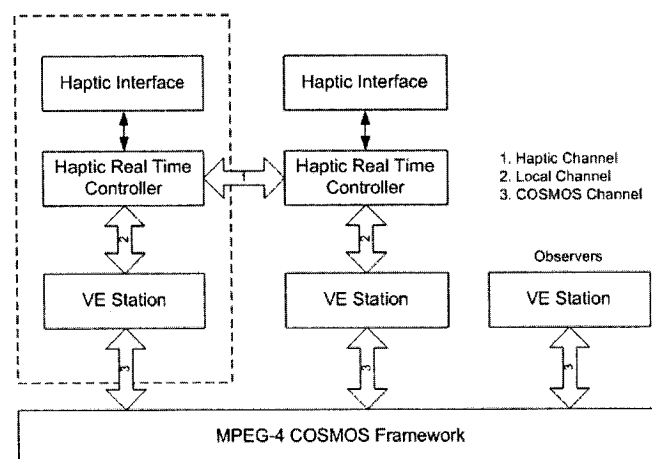 Haptic Interface
Haptic Interface
Haptic Real Time
Controller
1
Haptic Real Time
Controller
1. Haptic Channel
2. Local Channel
3. COSMOS Channel
2
2
Observers
VE Station
VE Station
VE Station
3
3
3
MPEG-4 COSMOS Framework